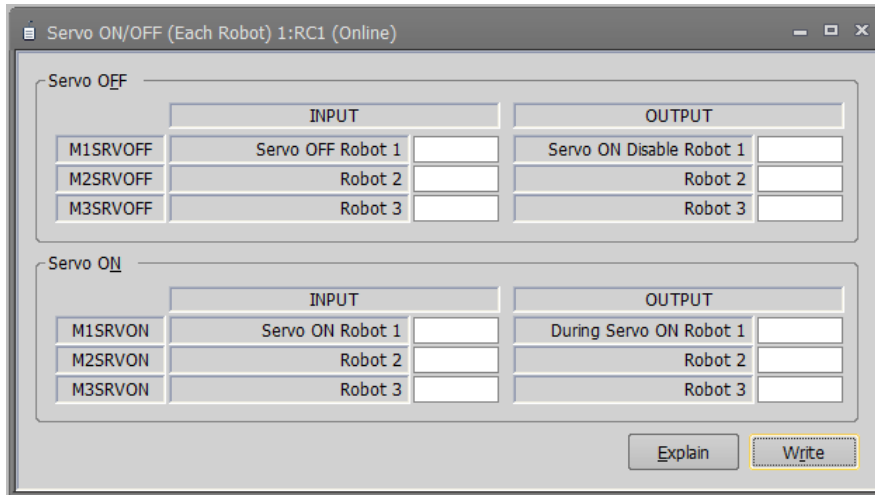 Servo ON/OFF (Each Robot) 1:RC1 (Online)
Servo OFF
INPUT OUTPUT
M1SRVOFF Servo OFF Robot 1 Servo ON Disable Robot 1
M2SRVOFF Robot 2 Robot 2
M3SRVOFF Robot 3 Robot 3
Servo ON
INPUT OUTPUT
M1SRVON Servo ON Robot 1 During Servo ON Robot 1
M2SRVON Robot 2 Robot 2
M3SRVON Robot 3 Robot 3
Explain Write